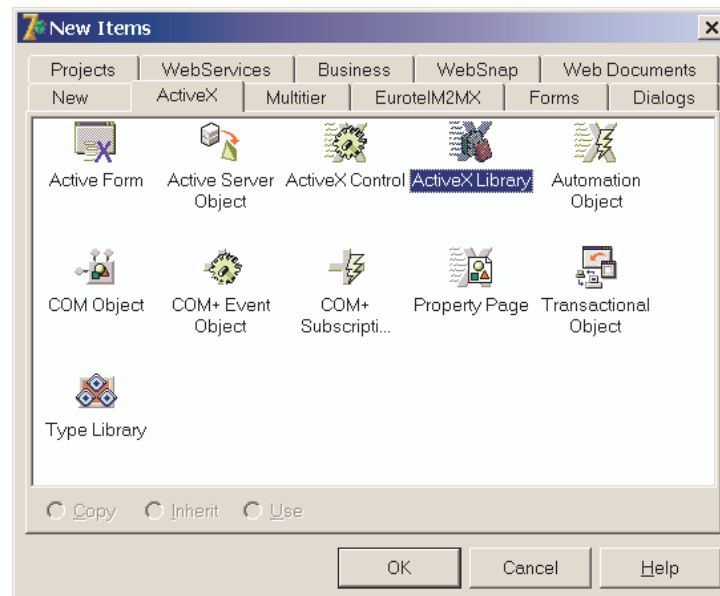 New Items
Projects WebServices Business WebSnap Web Documents
New ActiveX Multitier EurotelM2MX Forms Dialogs
Active Form Active Server Object ActiveX Control ActiveX Library Automation Object
COM Object COM+ Event Object COM+ Subscripti... Property Page Transactional Object
Type Library
Copy Inherit Use
OK Cancel Help